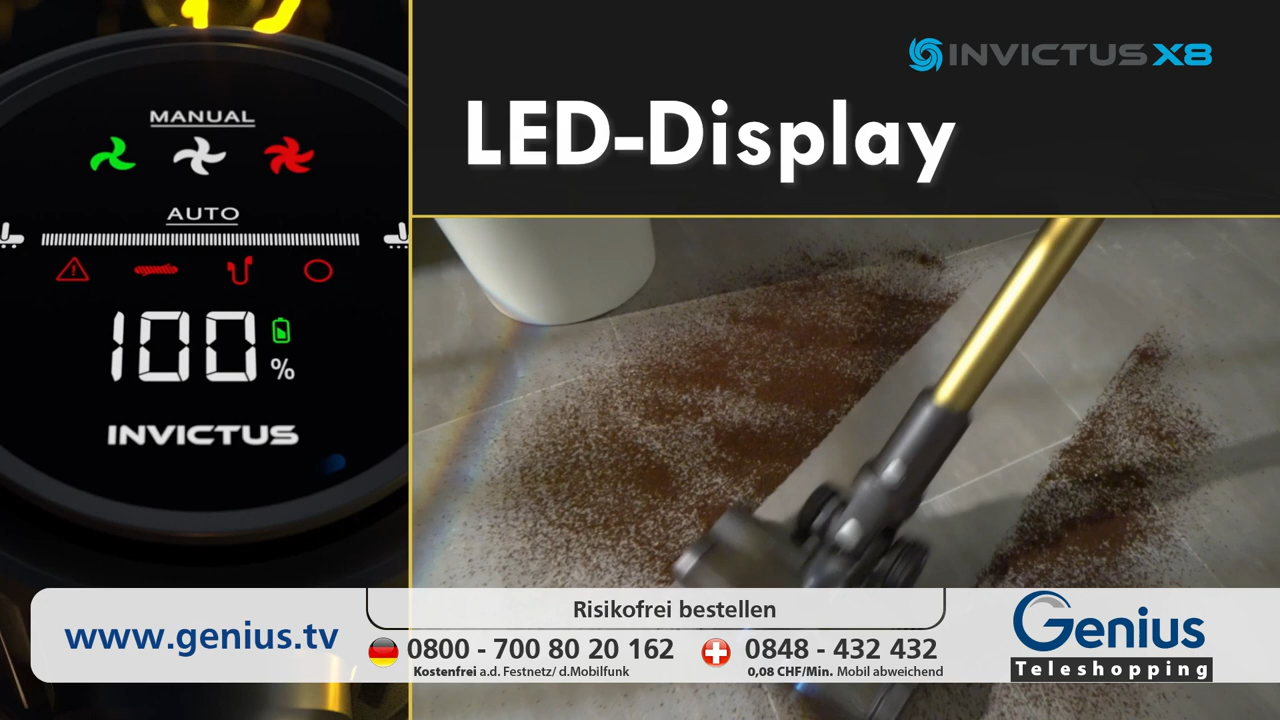 MANUAL
AUTO
100
%
INVICTUS
INVICTUS X8
LED-Display
www.genius.tv
Risikofrei bestellen
0800 - 700 80 20 162
Kostenfrei a.d. Festnetz/ d.Mobilfunk
0848 - 432 432
0,08 CHF/Min. Mobil abweichend
Genius
Teleshopping